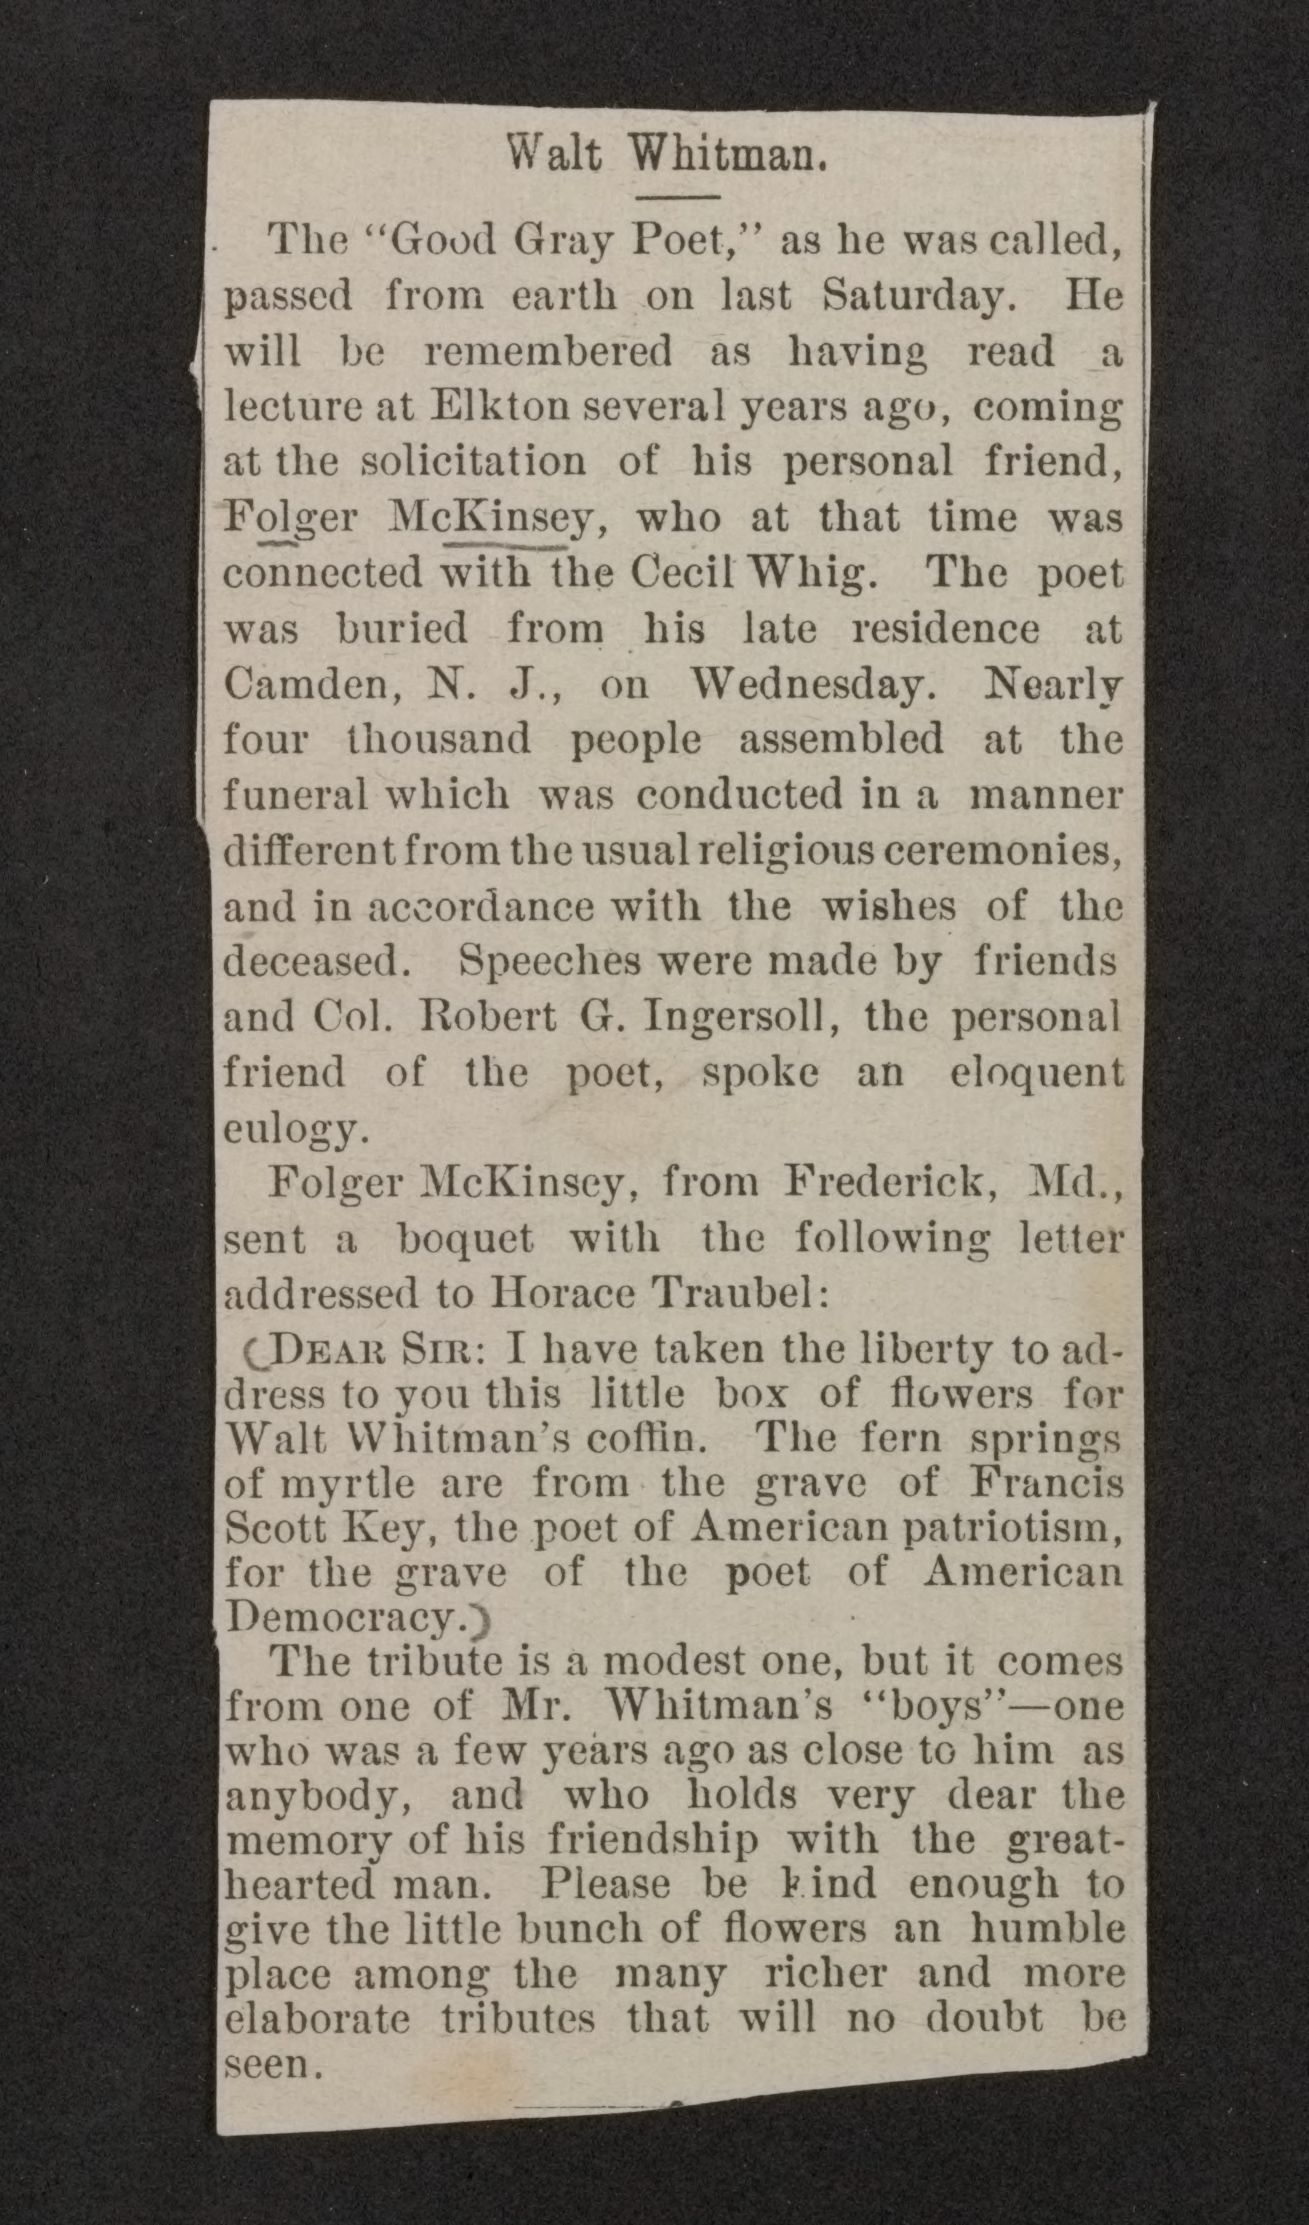 Walt Whitman.
The “Good Gray Poet,” as he was called,
passed from earth on last Saturday. He
will be remembered as having read a
lecture at Elkton several years ago, coming
at the solicitation of his personal friend,
Folger McKinsey, who at that time was
connected with the Cecil Whig. The poet
was buried from his late residence at
Camden, N. J., on Wednesday. Nearly
four thousand people assembled at the
funeral which was conducted in a manner
different from the usual religious ceremonies,
and in accordance with the wishes of the
deceased. Speeches were made by friends
and Col. Robert G. Ingersoll, the personal
friend of the poet, spoke an eloquent
eulogy.
Folger McKinsey, from Frederick, Md.,
sent a boquet with the following letter
addressed to Horace Traubel:
(DEAR SIR: I have taken the liberty to ad-
dress to you this little box of flowers for
Walt Whitman’s coffin. The fern springs
of myrtle are from the grave of Francis
Scott Key, the poet of American patriotism,
for the grave of the poet of American
Democracy.)
The tribute is a modest one, but it comes
from one of Mr. Whitman’s “boys”—one
who was a few years ago as close to him as
anybody, and who holds very dear the
memory of his friendship with the great-
hearted man. Please be kind enough to
give the little bunch of flowers an humble
place among the many richer and more
elaborate tributes that will no doubt be
seen.